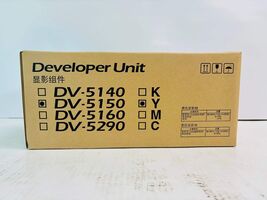 Developer Unit
显影组件
DV-5140 K
DV-5150 Y
DV-5160 M
DV-5290 C